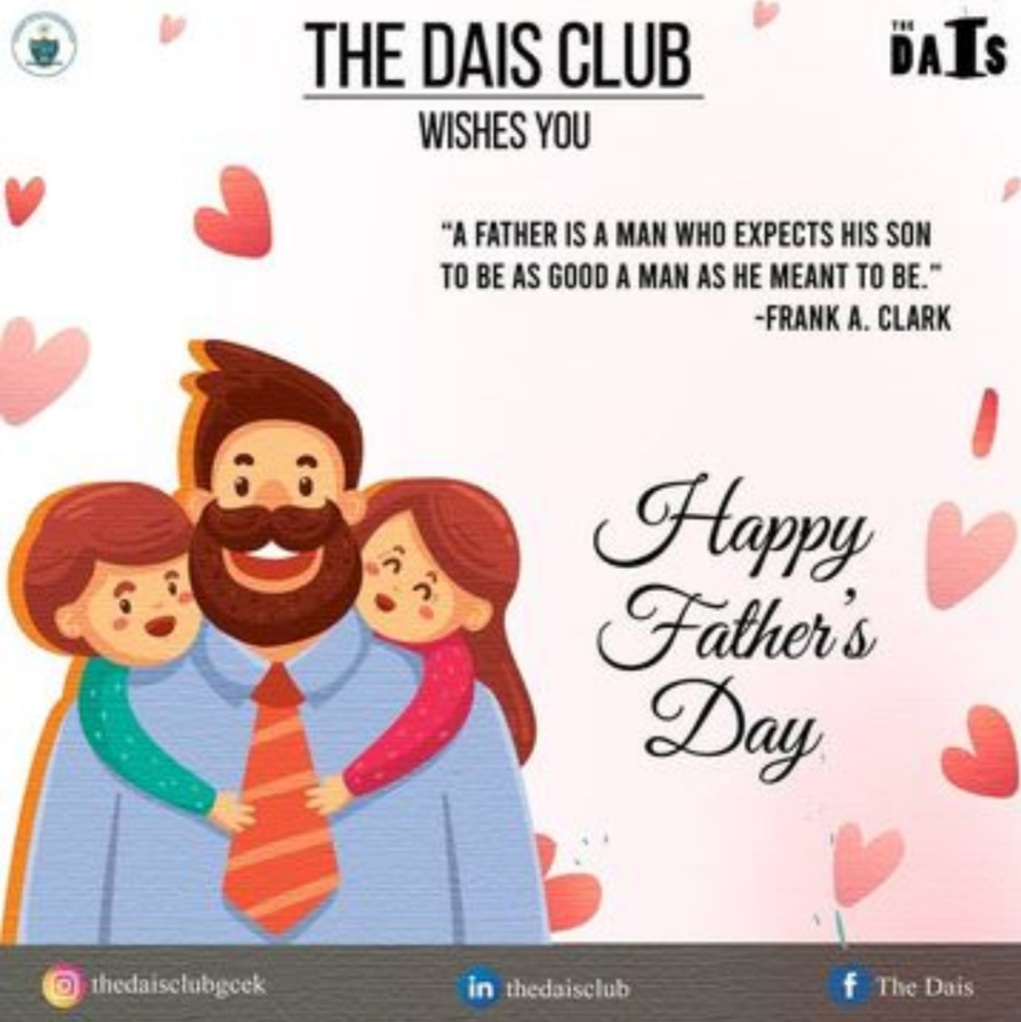 THE DAIS CLUB
THE
DAIS
WISHES YOU
"A FATHER IS A MAN WHO EXPECTS HIS SON
TO BE AS GOOD A MAN AS HE MEANT TO BE."
-FRANK A. CLARK
Happy
Father's
Day
thedaisclubgcek
in thedaisclub
f The Dais